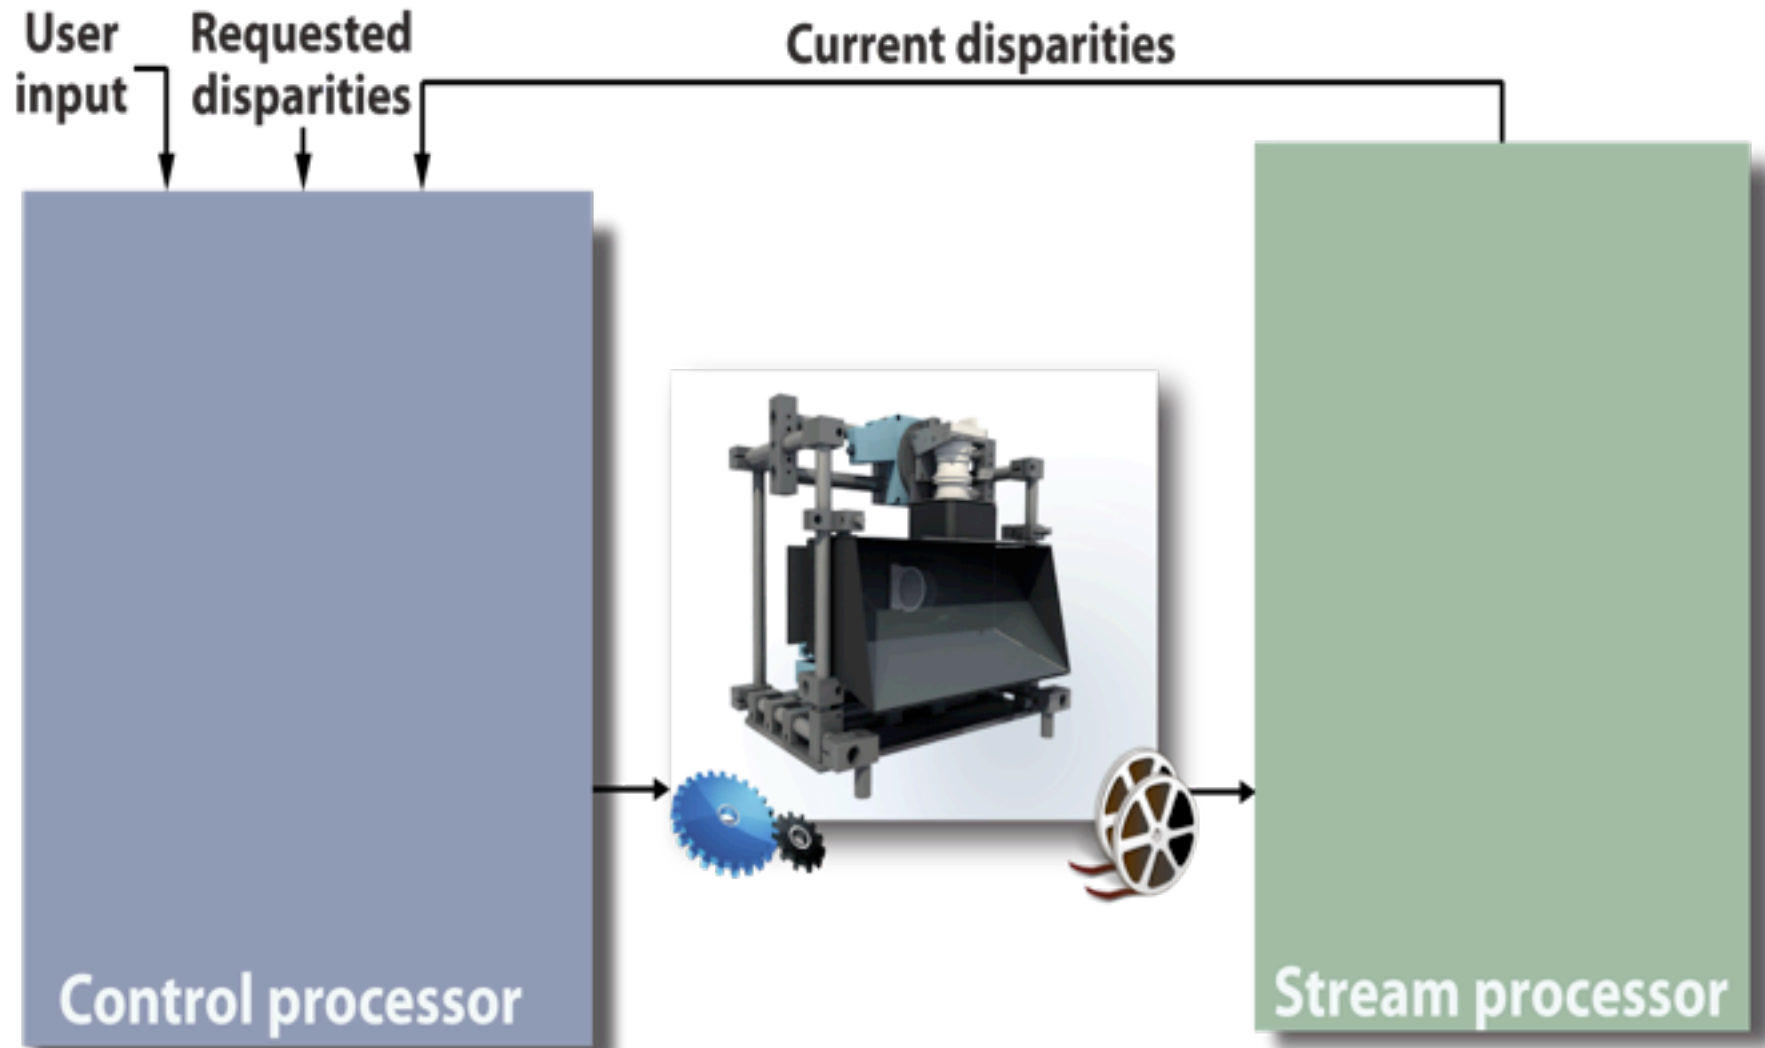 User
input
Requested
disparities
Current disparities
Control processor
Stream processor